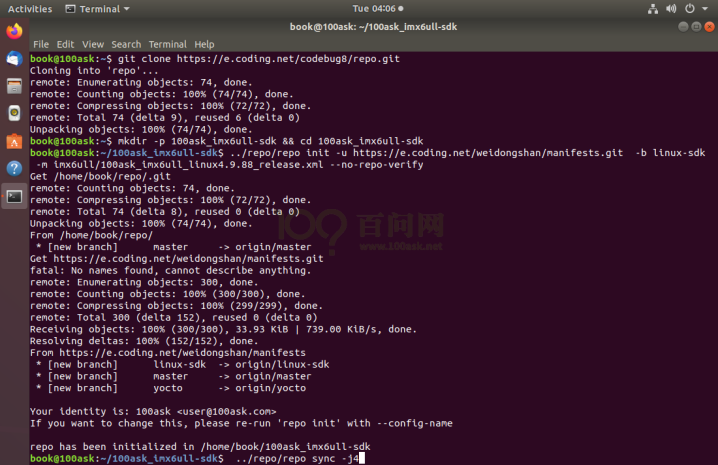 Activities Terminal Tue 04:06
book@100ask: ~/100ask_imx6ull-sdk
File Edit View Search Terminal Help
book@100ask:~$ git clone https://e.coding.net/codebug8/repo.git
Cloning into 'repo'...
remote: Enumerating objects: 74, done.
remote: Counting objects: 100% (74/74), done.
remote: Compressing objects: 100% (72/72), done.
remote: Total 74 (delta 9), reused 6 (delta 0)
Unpacking objects: 100% (74/74), done.
book@100ask:~$ mkdir -p 100ask_imx6ull-sdk && cd 100ask_imx6ull-sdk
book@100ask:~/100ask_imx6ull-sdk$ ../repo/repo init -u https://e.coding.net/weidongshan/manifests.git  -b linux-sdk
 -m imx6ull/100ask_imx6ull_linux4.9.88_release.xml --no-repo-verify
Get /home/book/repo/.git
remote: Counting objects: 74, done.
remote: Compressing objects: 100% (72/72), done.
remote: Total 74 (delta 8), reused 0 (delta 0)
Unpacking objects: 100% (74/74), done.
From /home/book/repo/
 * [new branch]      master     -> origin/master
Get https://e.coding.net/weidongshan/manifests.git
fatal: No names found, cannot describe anything.
remote: Enumerating objects: 300, done.
remote: Counting objects: 100% (300/300), done.
remote: Compressing objects: 100% (299/299), done.
remote: Total 300 (delta 152), reused 0 (delta 0)
Receiving objects: 100% (300/300), 33.93 KiB | 739.00 KiB/s, done.
Resolving deltas: 100% (152/152), done.
From https://e.coding.net/weidongshan/manifests
 * [new branch]      linux-sdk  -> origin/linux-sdk
 * [new branch]      master     -> origin/master
 * [new branch]      yocto      -> origin/yocto

Your identity is: 100ask <user@100ask.com>
If you want to change this, please re-run 'repo init' with --config-name

repo has been initialized in /home/book/100ask_imx6ull-sdk
book@100ask:~/100ask_imx6ull-sdk$  ../repo/repo sync -j4
百问网
www.100ask.net